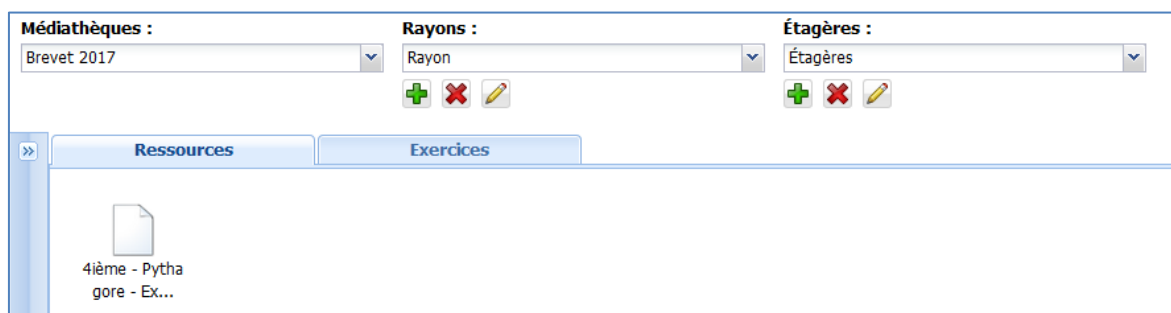 Médiathèques :
Rayons :
Étagères :
Brevet 2017
Rayon
Étagères
Ressources
Exercices
4ième - Pytha
gore - Ex...